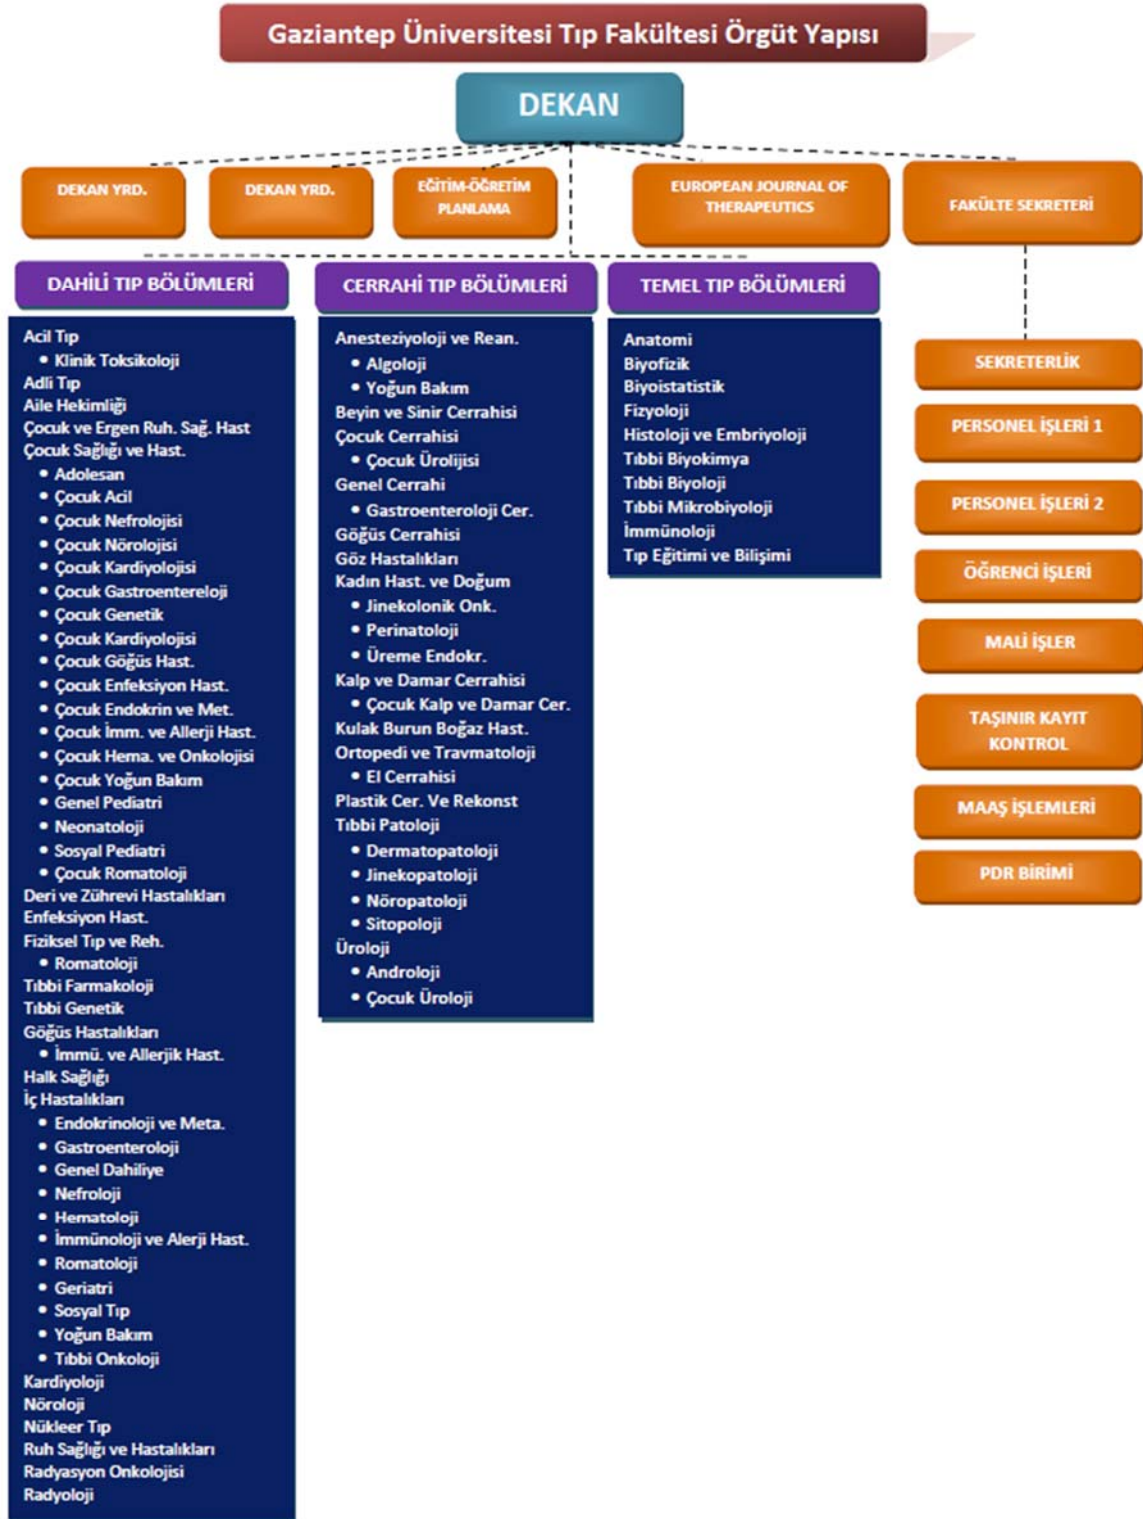 Gaziantep Üniversitesi Tıp Fakültesi Örgüt Yapısı
DEKAN
DEKAN YRD.
DEKAN YRD.
EĞİTİM-ÖĞRETİM
PLANLAMA
EUROPEAN JOURNAL OF
THERAPEUTICS
FAKÜLTE SEKRETERİ
DAHİLİ TIP BÖLÜMLERİ
Acil Tıp
• Klinik Toksikoloji
Adli Tıp
Aile Hekimliği
Çocuk ve Ergen Ruh. Sağ. Hast
Çocuk Sağlığı ve Hast.
• Adolesan
• Çocuk Acil
• Çocuk Nefrolojisi
• Çocuk Nörolojisi
• Çocuk Kardiyolojisi
• Çocuk Gastroentereloji
• Çocuk Genetik
• Çocuk Kardiyolojisi
• Çocuk Göğüs Hast.
• Çocuk Enfeksiyon Hast.
• Çocuk Endokrin ve Met.
• Çocuk İmm. ve Allerji Hast.
• Çocuk Hema. ve Onkolojisi
• Çocuk Yoğun Bakım
• Genel Pediatri
• Neonatoloji
• Sosyal Pediatri
• Çocuk Romatoloji
Deri ve Zührevi Hastalıkları
Enfeksiyon Hast.
Fiziksel Tıp ve Reh.
• Romatoloji
Tıbbi Farmakoloji
Tıbbi Genetik
Göğüs Hastalıkları
• İmmü. ve Allerjik Hast.
Halk Sağlığı
İç Hastalıkları
• Endokrinoloji ve Meta.
• Gastroenteroloji
• Genel Dahiliye
• Nefroloji
• Hematoloji
• İmmünoloji ve Alerji Hast.
• Romatoloji
• Geriatri
• Sosyal Tıp
• Yoğun Bakım
• Tıbbi Onkoloji
Kardiyoloji
Nöroloji
Nükleer Tıp
Ruh Sağlığı ve Hastalıkları
Radyasyon Onkolojisi
Radyoloji
CERRAHİ TIP BÖLÜMLERİ
Anesteziyoloji ve Rean.
• Algoloji
• Yoğun Bakım
Beyin ve Sinir Cerrahisi
Çocuk Cerrahisi
• Çocuk Ürolijisi
Genel Cerrahi
• Gastroenteroloji Cer.
Göğüs Cerrahisi
Göz Hastalıkları
Kadın Hast. ve Doğum
• Jinekolonik Onk.
• Perinatoloji
• Üreme Endokr.
Kalp ve Damar Cerrahisi
• Çocuk Kalp ve Damar Cer.
Kulak Burun Boğaz Hast.
Ortopedi ve Travmatoloji
• El Cerrahisi
Plastik Cer. Ve Rekonst
Tıbbi Patoloji
• Dermatopatoloji
• Jinekopatoloji
• Nöropatoloji
• Sitopoloji
Üroloji
• Androloji
• Çocuk Üroloji
TEMEL TIP BÖLÜMLERİ
Anatomi
Biyofizik
Biyoistatistik
Fizyoloji
Histoloji ve Embriyoloji
Tıbbi Biyokimya
Tıbbi Biyoloji
Tıbbi Mikrobiyoloji
İmmünoloji
Tıp Eğitimi ve Bilişimi
SEKRETERLİK
PERSONEL İŞLERİ 1
PERSONEL İŞLERİ 2
ÖĞRENCİ İŞLERİ
MALİ İŞLER
TAŞINIR KAYIT
KONTROL
MAAŞ İŞLEMLERİ
PDR BİRİMİ